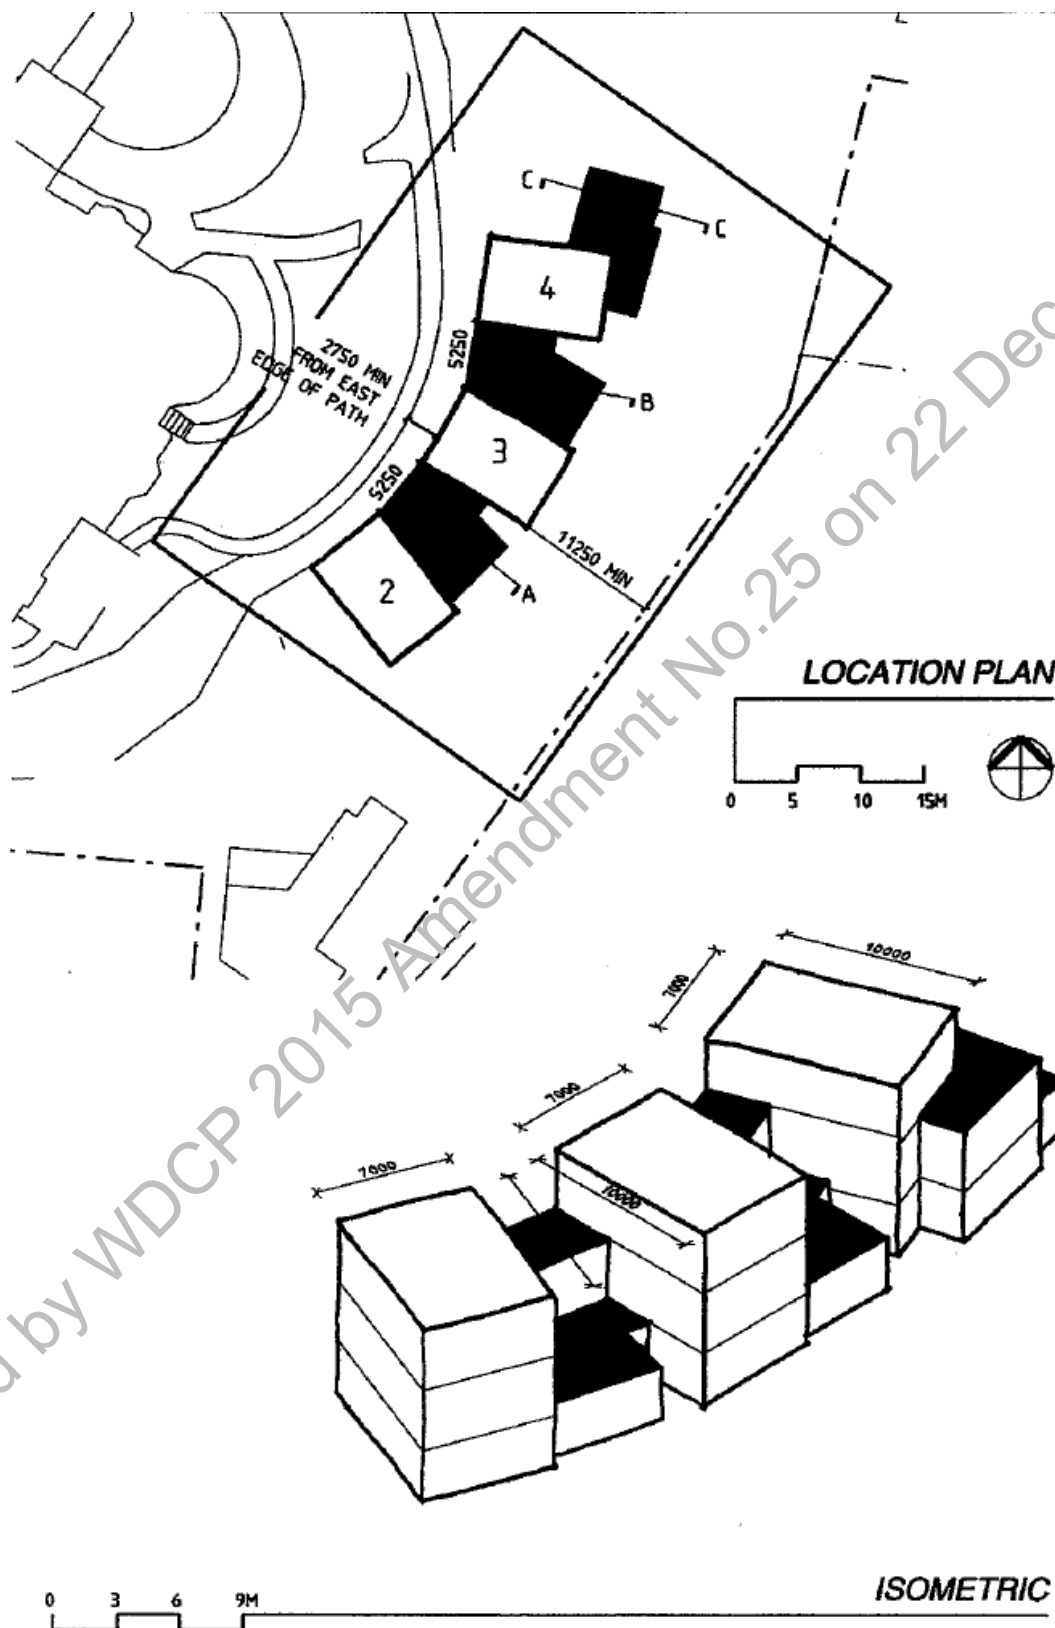 C
C
4
5250
2750 MIN
FROM EAST
EDGE OF PATH
B
3
5250
11250 MIN
2
A
LOCATION PLAN
0 5 10 15M
d by WDCP 2015 Amendment No.25 on 22 Dec
10000
7000
7000
7000
10000
ISOMETRIC
0 3 6 9M